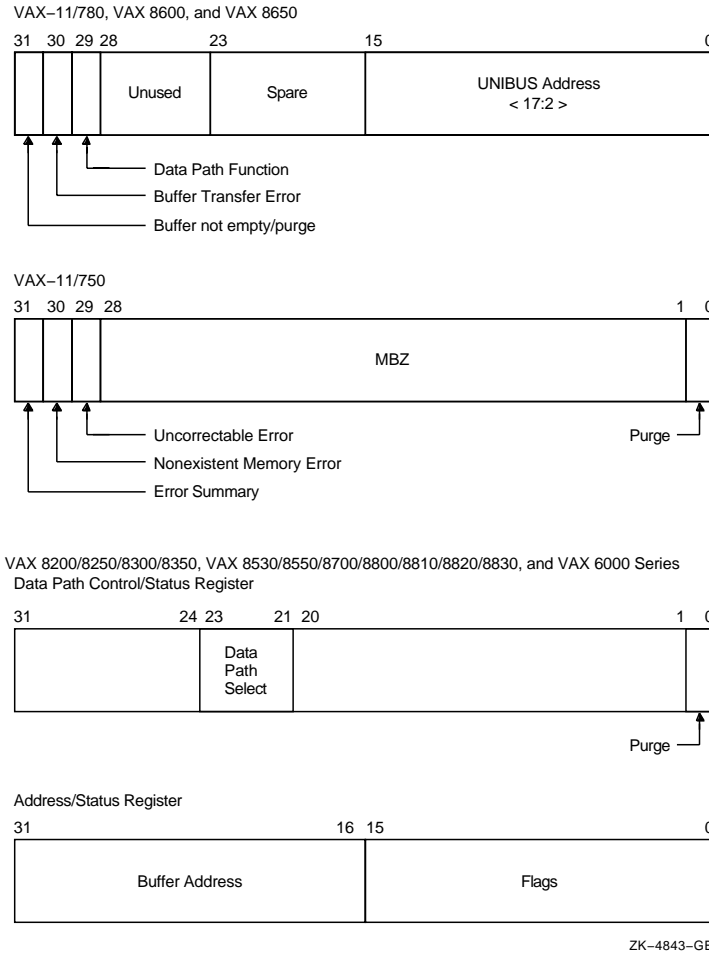 VAX–11/780, VAX 8600, and VAX 8650
31 30 29 28 23 15 0
Unused Spare UNIBUS Address
< 17:2 >
Data Path Function
Buffer Transfer Error
Buffer not empty/purge
VAX–11/750
31 30 29 28 1 0
MBZ
Uncorrectable Error Purge
Nonexistent Memory Error
Error Summary
VAX 8200/8250/8300/8350, VAX 8530/8550/8700/8800/8810/8820/8830, and VAX 6000 Series
Data Path Control/Status Register
31 24 23 21 20 1 0
Data
Path
Select
Purge
Address/Status Register
31 16 15 0
Buffer Address Flags
ZK–4843–GE